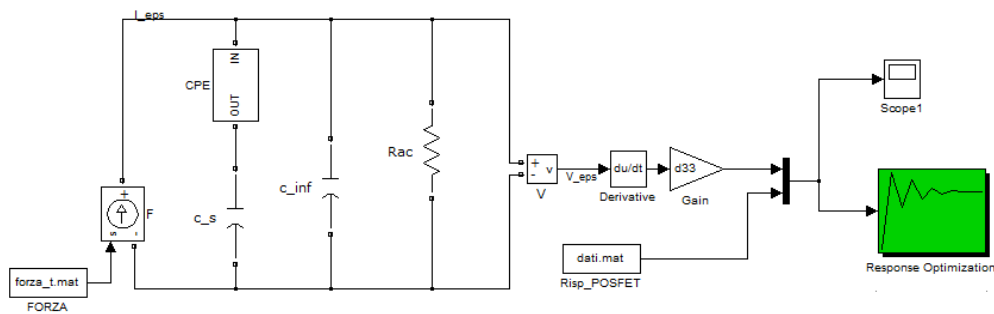 I_eps
CPE
IN
OUT
c_s
c_inf
Rac
+
s
-
F
forza_t.mat
FORZA
+
-
v
V
V_eps
du/dt
Derivative
d33
Gain
dati.mat
Risp_POSFET
Scope1
Response Optimization